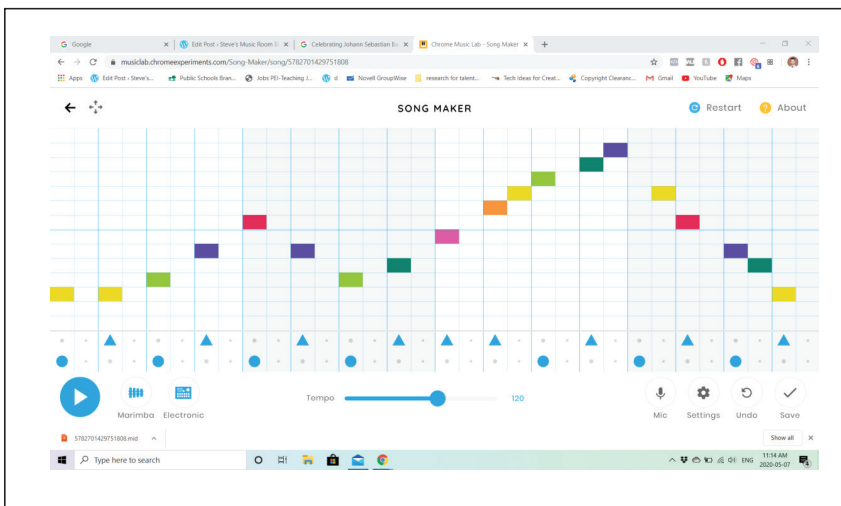 Google
Edit Post ‹ Steve's Music Room
Celebrating Johann Sebastian
Chrome Music Lab - Song Maker
musiclab.chromeexperiments.com/Song-Maker/song/5782701429751808
Apps Edit Post ‹ Steve's... Public Schools Bran... Jobs PEI-Teaching J... d Novell GroupWise research for talent... Tech Ideas for Creat... Copyright Clearanc... Gmail YouTube Maps
SONG MAKER
Restart
About
Tempo
120
Marimba
Electronic
Mic
Settings
Undo
Save
5782701429751808.mid
Show all
Type here to search
ENG
11:14 AM
2020-05-07